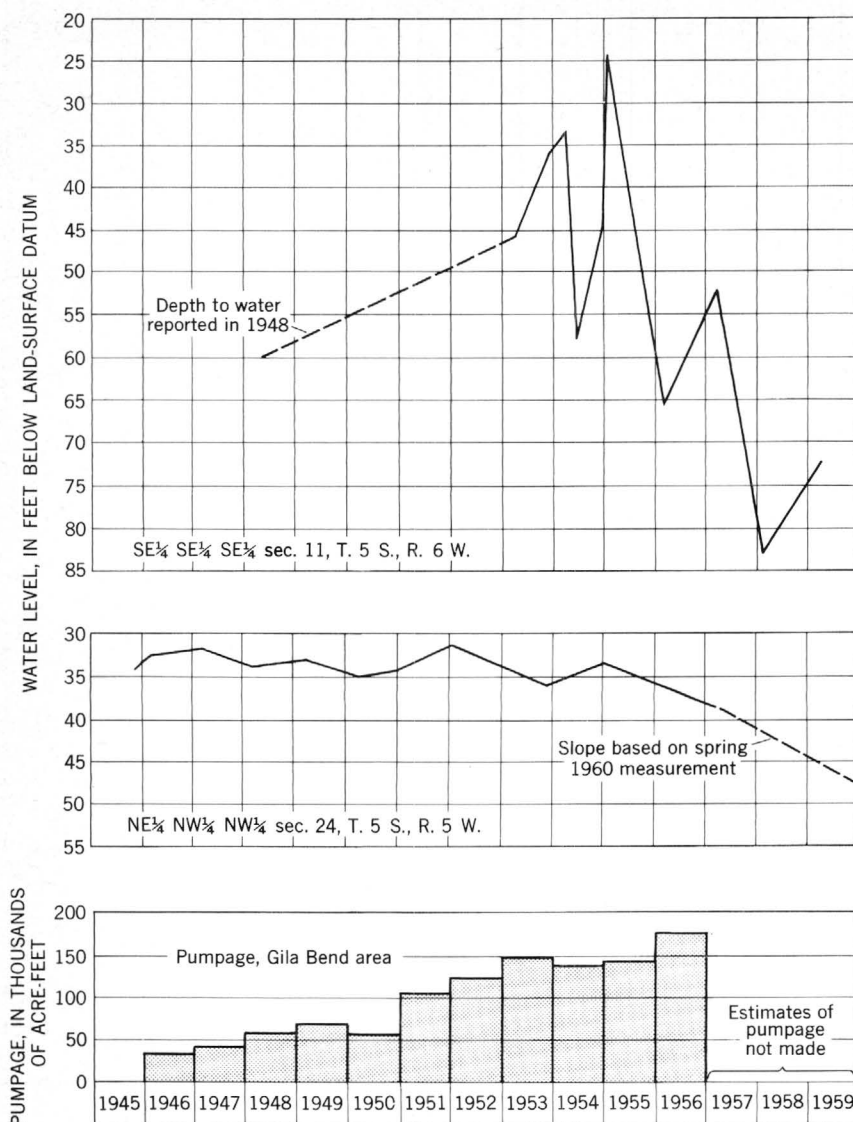 WATER LEVEL, IN FEET BELOW LAND-SURFACE DATUM
20
25
35
35
40
45
50
55
60
65
70
75
80
85
Depth to water
reported in 1948
SE¼ SE¼ SE¼ sec. 11, T. 5 S., R. 6 W.
30
35
40
45
50
55
Slope based on spring
1960 measurement
NE¼ NW¼ NW¼ sec. 24, T. 5 S., R. 5 W.
PUMPAGE, IN THOUSANDS
OF ACRE-FEET
200
150
100
50
0
Pumpage, Gila Bend area
Estimates of
pumpage
not made
1945 1946 1947 1948 1949 1950 1951 1952 1953 1954 1955 1956 1957 1958 1959